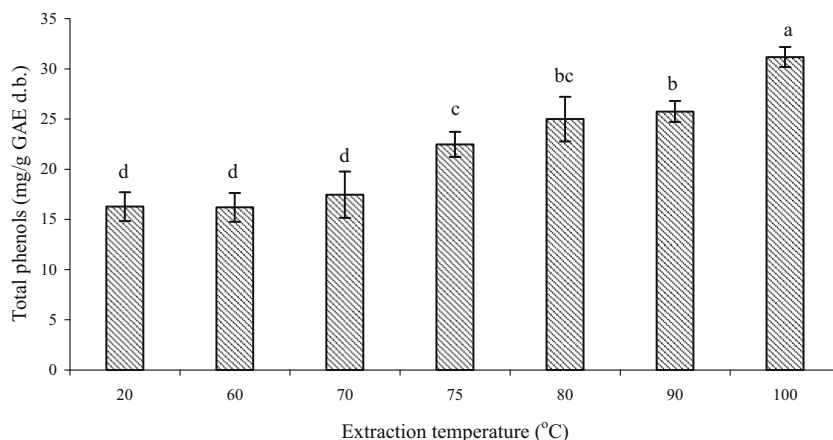 35
30
25
20
15
10
5
0
Total phenols (mg/g GAE d.b.)
d
d
d
c
bc
b
a
20 60 70 75 80 90 100
Extraction temperature (°C)